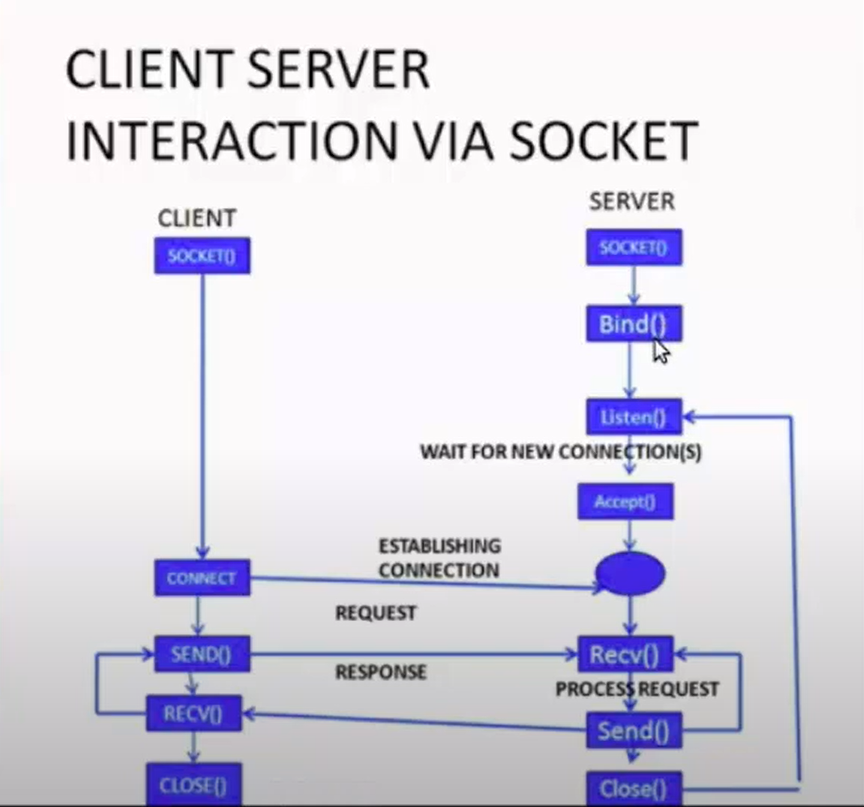 CLIENT SERVER
INTERACTION VIA SOCKET
CLIENT
SERVER
SOCKET()
SOCKET()
Bind()
Listen()
WAIT FOR NEW CONNECTION(S)
Accept()
ESTABLISHING
CONNECTION
CONNECT
REQUEST
SEND()
Recv()
RESPONSE
PROCESS REQUEST
RECV()
Send()
CLOSE()
Close()